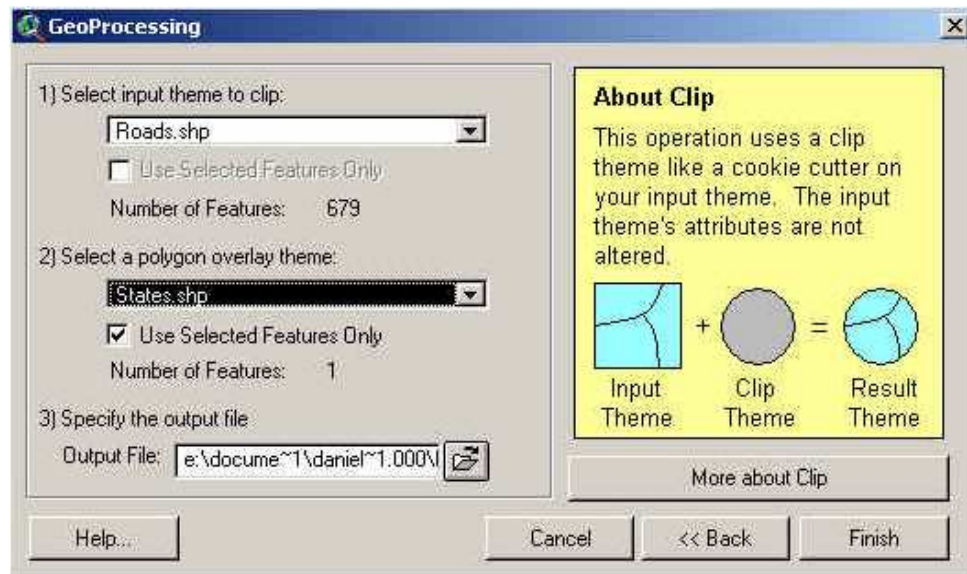 GeoProcessing
1) Select input theme to clip:
Roads.shp
Use Selected Features Only
Number of Features: 679
2) Select a polygon overlay theme:
States.shp
Use Selected Features Only
Number of Features: 1
3) Specify the output file
Output File: e:\docume~1\daniel~1.000\
About Clip
This operation uses a clip
theme like a cookie cutter on
your input theme. The input
theme's attributes are not
altered.
+ =
Input Clip Result
Theme Theme Theme
More about Clip
Help...
Cancel
<< Back
Finish